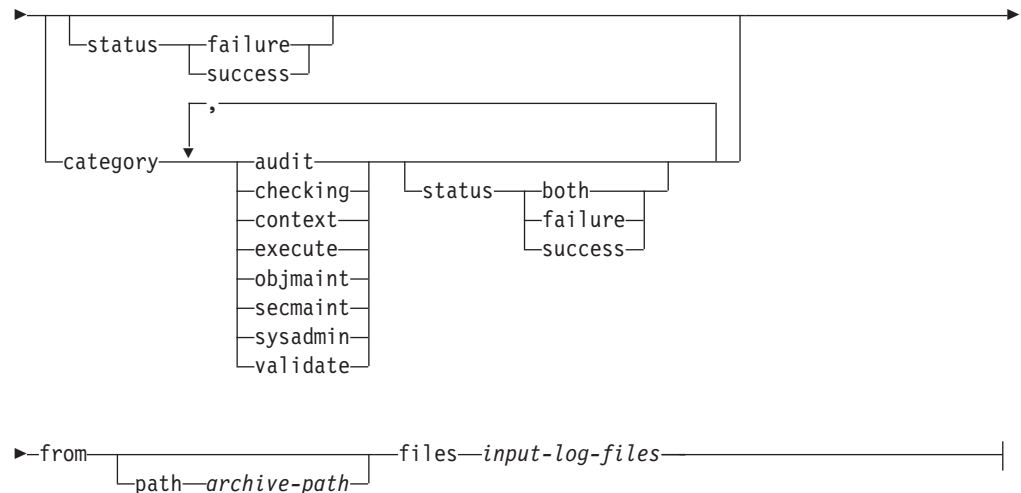 status failure
success
,
category audit
checking status both
context failure
execute success
objmaint
secmaint
sysadmin
validate
from files input-log-files
path archive-path